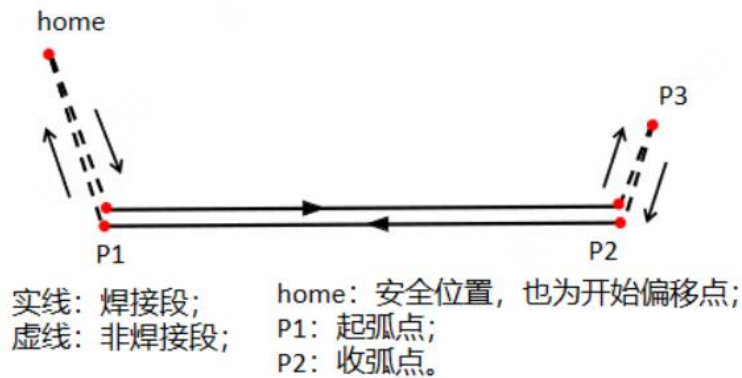 home
P3
P1
P2
实线：焊接段；
虚线：非焊接段；
home：安全位置，也为开始偏移点；
P1：起弧点；
P2：收弧点。